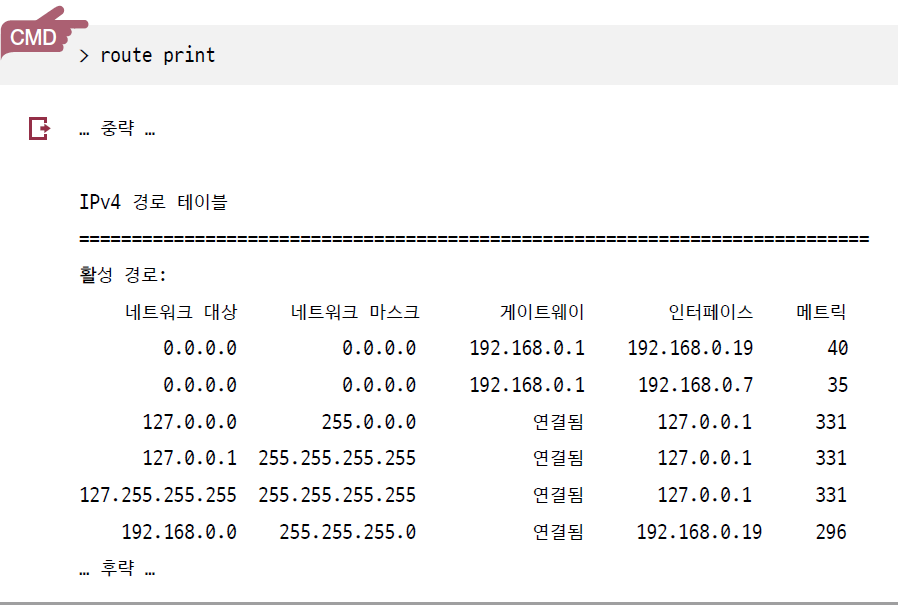 CMD
> route print
… 중략 …
IPv4 경로 테이블
===========================================================================
활성 경로:
네트워크 대상 네트워크 마스크 게이트웨이 인터페이스 메트릭
0.0.0.0 0.0.0.0 192.168.0.1 192.168.0.19 40
0.0.0.0 0.0.0.0 192.168.0.1 192.168.0.7 35
127.0.0.0 255.0.0.0 연결됨 127.0.0.1 331
127.0.0.1 255.255.255.255 연결됨 127.0.0.1 331
127.255.255.255 255.255.255.255 연결됨 127.0.0.1 331
192.168.0.0 255.255.255.0 연결됨 192.168.0.19 296
… 후략 …